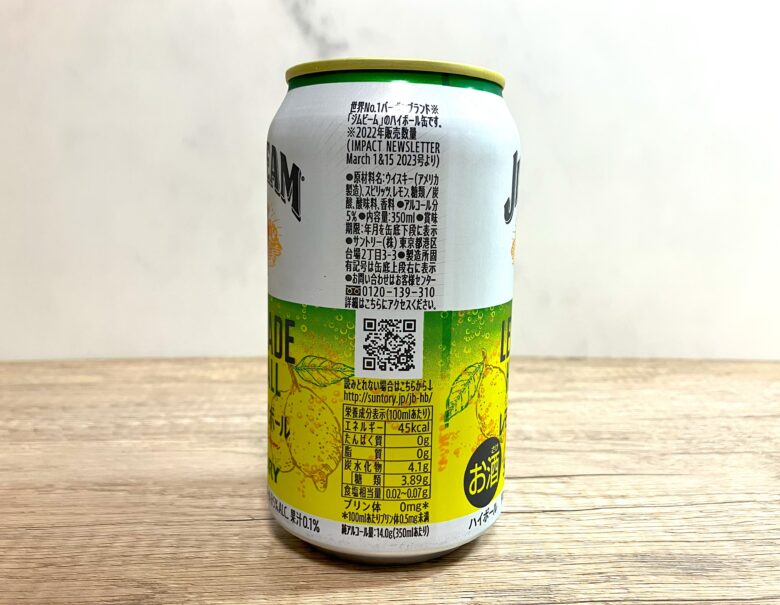 世界No.1バーボンブランド※
「ジムビーム」のハイボール缶です。
※2022年販売数量
(IMPACT NEWSLETTER
March 1&15 2023号より)
●原材料名:ウイスキー(アメリカ
製造)、スピリッツ、レモン、糖類/炭
酸、酸味料、香料 ●アルコール分
5% ●内容量:350ml ●賞味
期限:年月を缶底下段に表示
●サントリー(株) 東京都港区
台場2丁目3-3 ●製造所固
有記号は缶底上段右に表示
●お問い合わせはお客様センター
0120-139-310
詳細はこちらにアクセスください。
読みとれない場合はこちらから↓
http://suntory.jp/jb-hb/
栄養成分表示(100mlあたり)
エネルギー 45kcal
たんぱく質 0g
脂質 0g
炭水化物 4.1g
糖類 3.89g
食塩相当量 0.02~0.07g
プリン体 0mg*
*100mlあたりプリン体0.5mg未満
純アルコール量:14.0g(350mlあたり)
EAM
ADE
LL
ボール
RY
ALC. 果汁0.1%
J
LE
レ
お酒
ハイボール